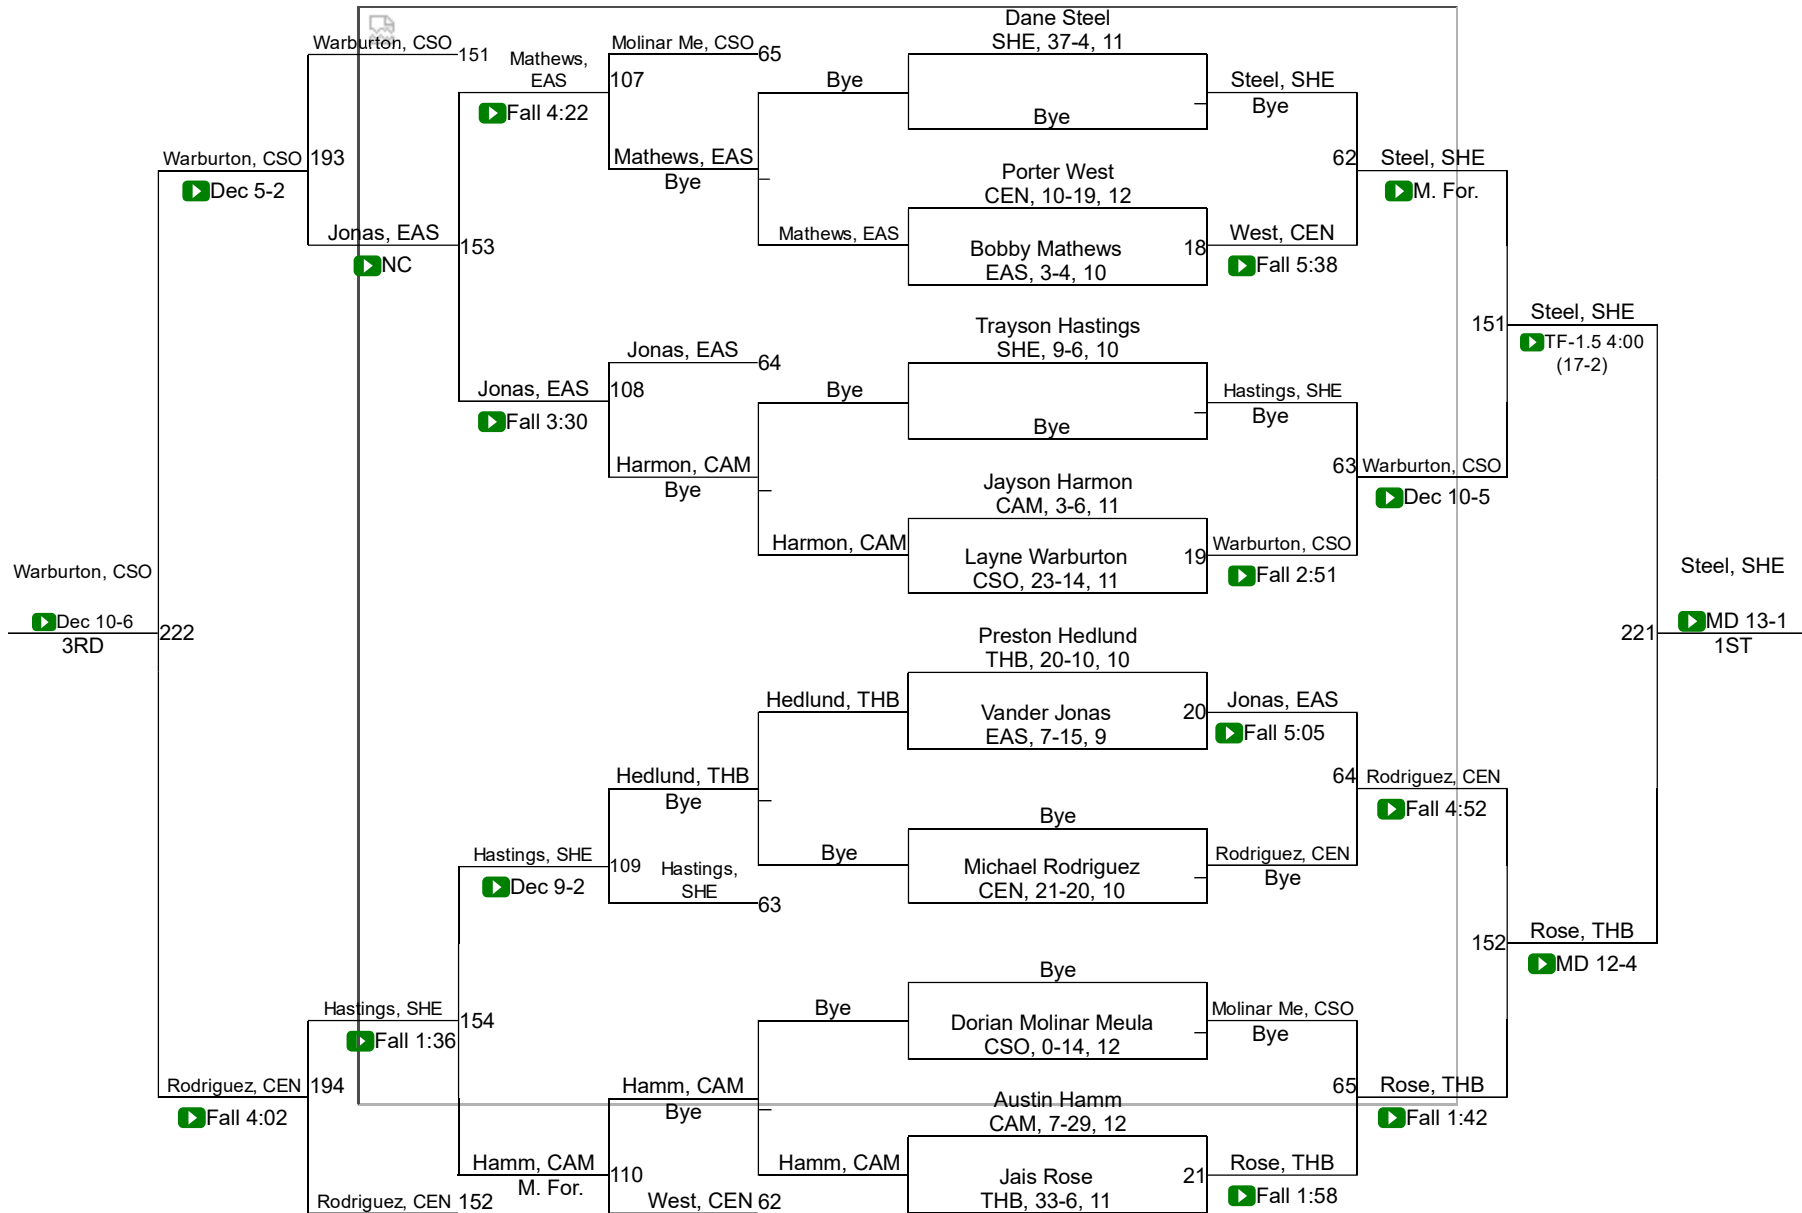 Dane Steel
SHE, 37-4, 11
Warburton, CSO
151
Mathews,
EAS
Fall 4:22
Molinar Me, CSO
65
107
Bye
Bye
Steel, SHE
Bye
Warburton, CSO
193
Dec 5-2
Mathews, EAS
Bye
Porter West
CEN, 10-19, 12
62
Steel, SHE
M. For.
Jonas, EAS
153
NC
Mathews, EAS
Bobby Mathews
EAS, 3-4, 10
18
West, CEN
Fall 5:38
Trayson Hastings
SHE, 9-6, 10
151
Steel, SHE
TF-1.5 4:00
(17-2)
Jonas, EAS
64
Jonas, EAS
108
Fall 3:30
Bye
Bye
Hastings, SHE
Bye
Harmon, CAM
Bye
Jayson Harmon
CAM, 3-6, 11
63
Warburton, CSO
Dec 10-5
Harmon, CAM
Layne Warburton
CSO, 23-14, 11
19
Warburton, CSO
Fall 2:51
Warburton, CSO
Dec 10-6
3RD
222
Steel, SHE
221
MD 13-1
1ST
Preston Hedlund
THB, 20-10, 10
Hedlund, THB
Vander Jonas
EAS, 7-15, 9
20
Jonas, EAS
Fall 5:05
Hedlund, THB
Bye
64
Rodriguez, CEN
Fall 4:52
Bye
Hastings, SHE
109
Dec 9-2
Hastings,
SHE
63
Bye
Michael Rodriguez
CEN, 21-20, 10
Rodriguez, CEN
Bye
152
Rose, THB
MD 12-4
Bye
Hastings, SHE
154
Fall 1:36
Bye
Dorian Molinar Meula
CSO, 0-14, 12
Molinar Me, CSO
Bye
Rodriguez, CEN
194
Fall 4:02
Hamm, CAM
Bye
Austin Hamm
CAM, 7-29, 12
65
Rose, THB
Fall 1:42
Hamm, CAM
M. For.
110
Hamm, CAM
Jais Rose
THB, 33-6, 11
21
Rose, THB
Fall 1:58
Rodriguez, CEN
152
West, CEN
62